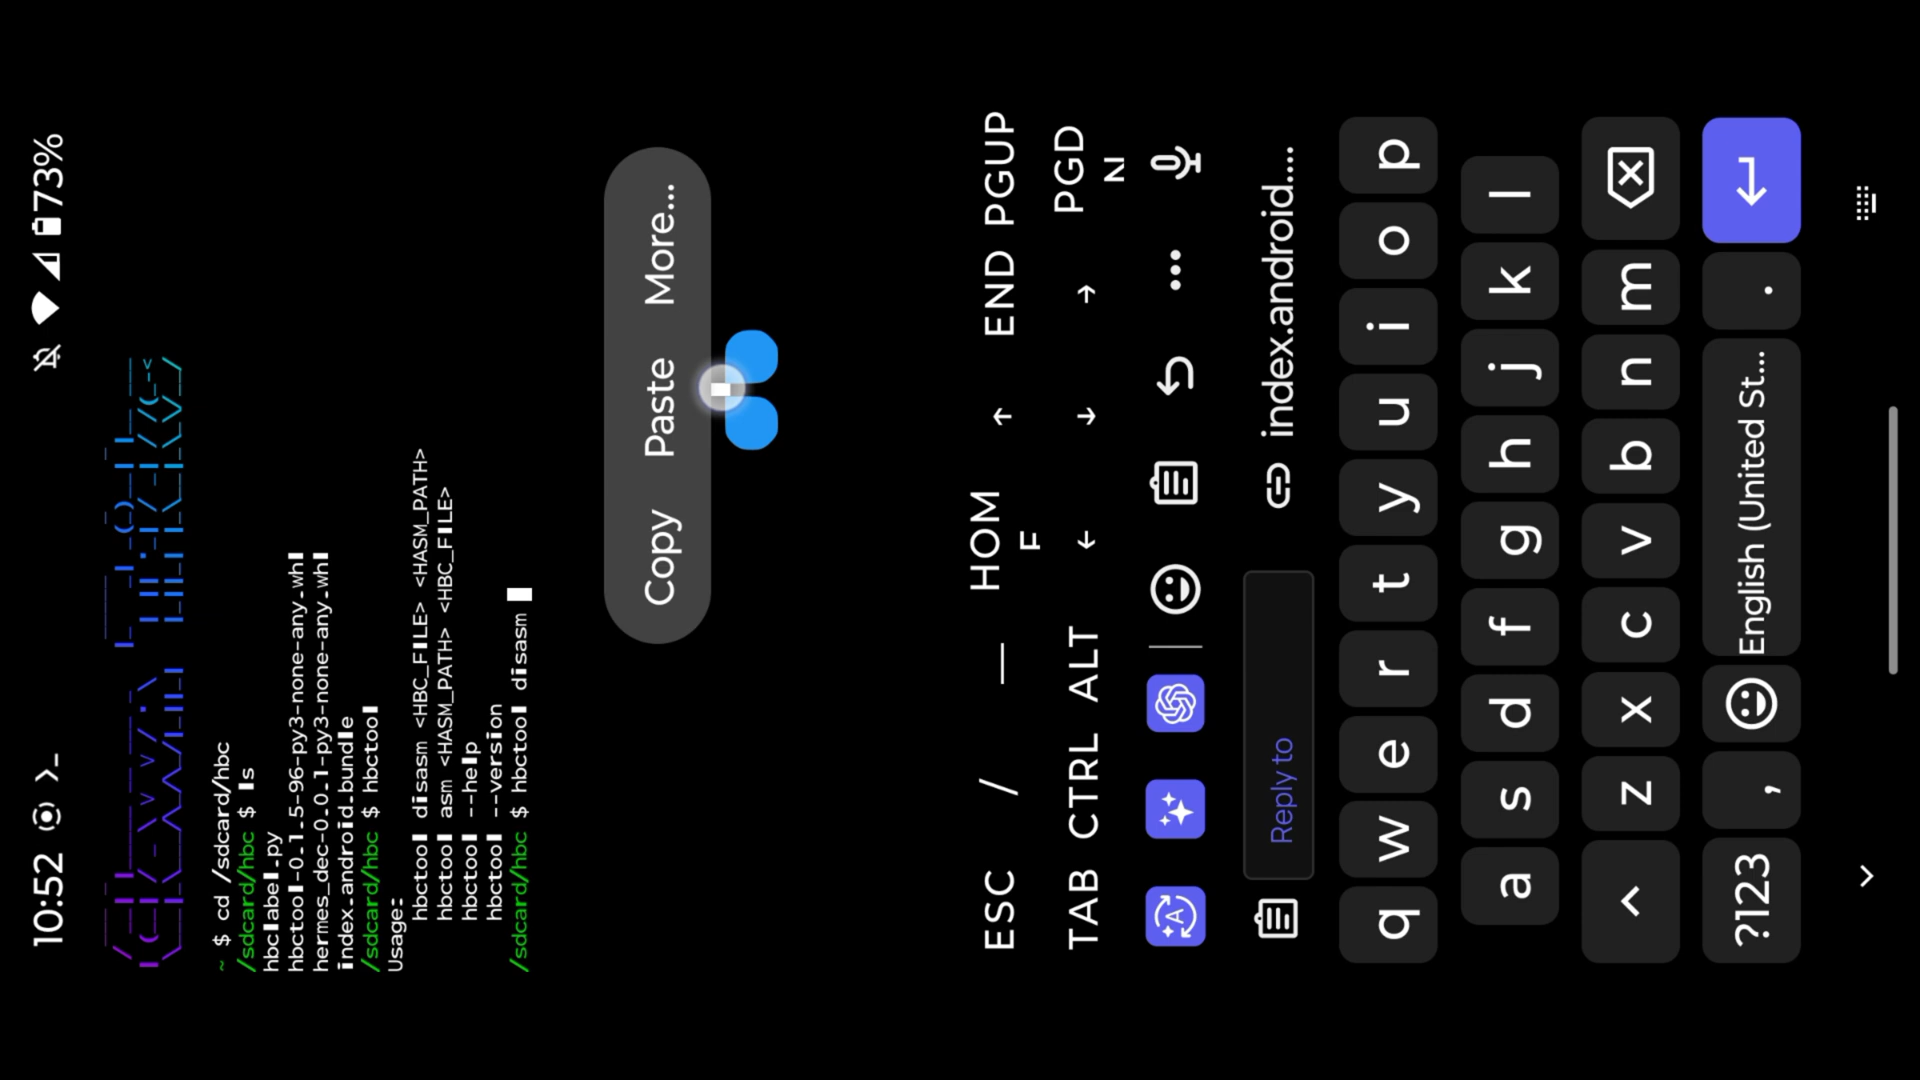 10:52 >_ 73%
~ $ cd /sdcard/hbc
/sdcard/hbc $ ls
hbclabel.py
hbctool-0.1.5-96-py3-none-any.whl
hermes_dec-0.0.1-py3-none-any.whl
index.android.bundle
/sdcard/hbc $ hbctool
Usage:
hbctool disasm <HBC_FILE> <HASM_PATH>
hbctool asm <HASM_PATH> <HBC_FILE>
hbctool --help
hbctool --version
/sdcard/hbc $ hbctool disasm
Copy Paste More...
ESC / — HOME ↑ END PGUP
TAB CTRL ALT ← ↓ → PGDN
Reply to index.android....
q w e r t y u i o p
a s d f g h j k l
z x c v b n m
?123 , English (United St... .